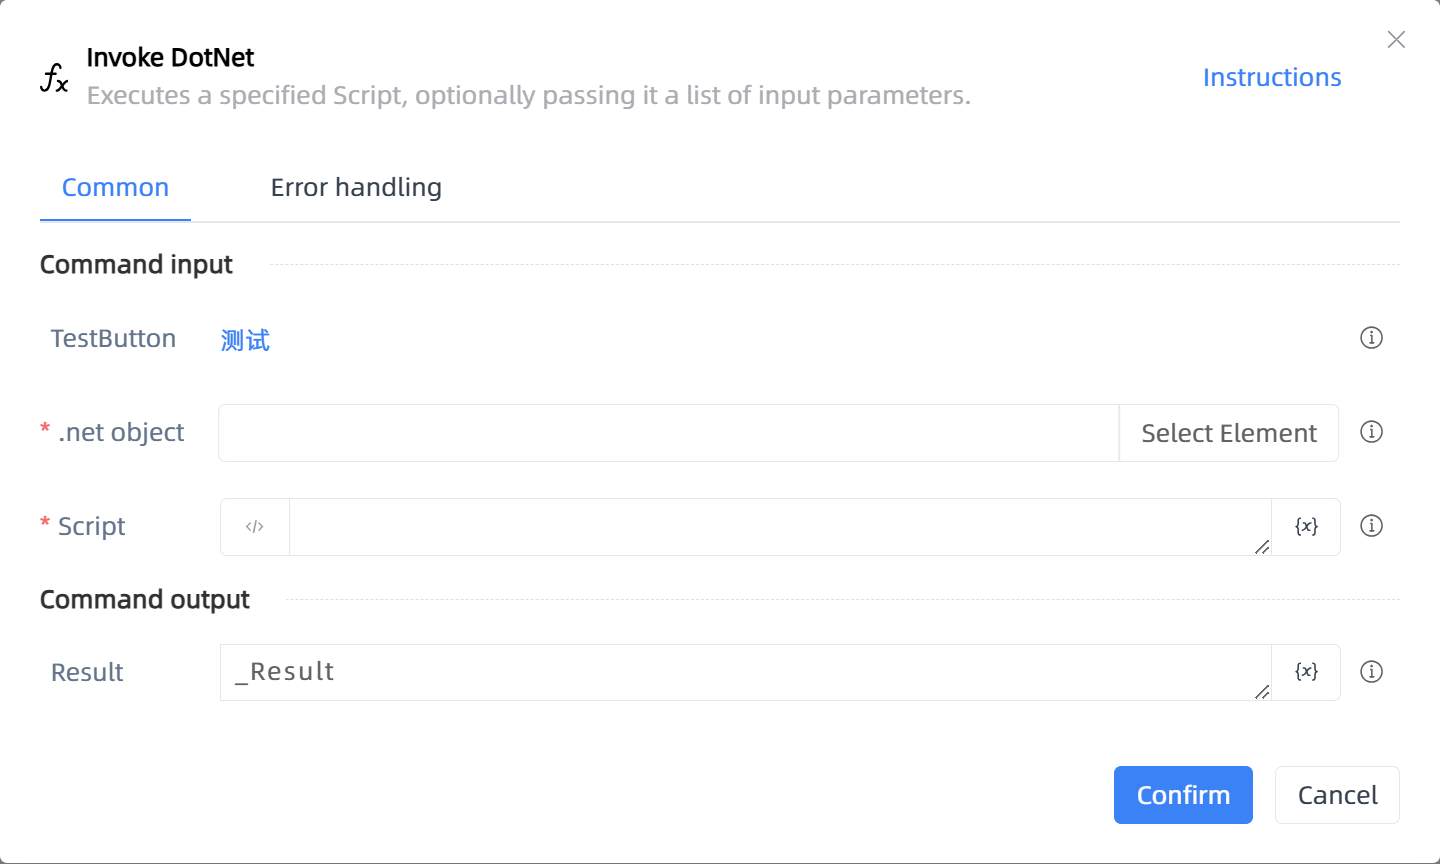 Invoke DotNet
Executes a specified Script, optionally passing it a list of input parameters.
Instructions
Common
Error handling
Command input
TestButton
测试
* .net object
Select Element
* Script
</>
{x}
Command output
Result
_Result
{x}
Confirm
Cancel